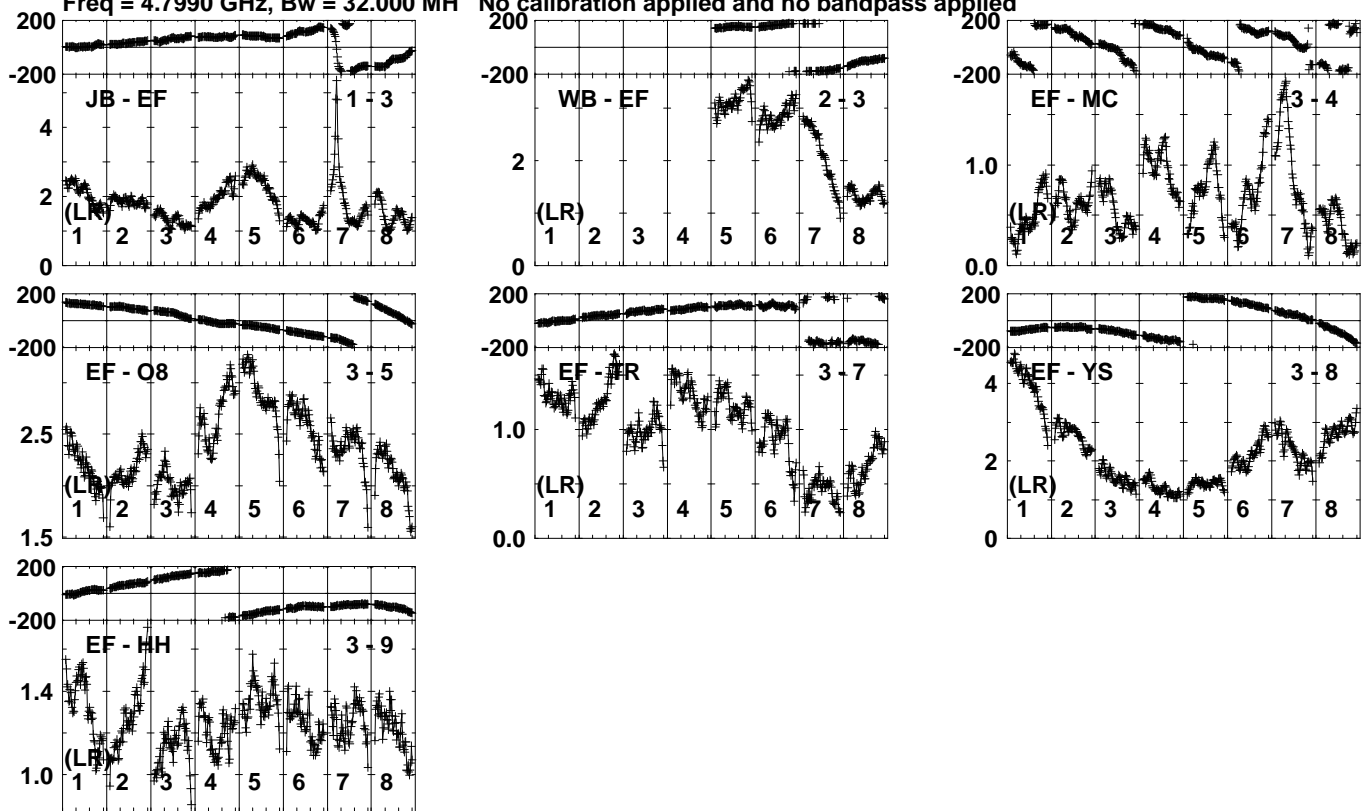 Freq = 4.7990 GHz, Bw = 32.000 MH No calibration applied and no bandpass applied
200
-200
JB - EF 1 - 3
4
2
(LR)
1 2 3 4 5 6 7 8
0
WB - EF 2 - 3
2
(LR)
1 2 3 4 5 6 7 8
0
200
-200
EF - MC 3 - 4
1.0
(LR)
1 2 3 4 5 6 7 8
0.0
200
-200
EF - O8 3 - 5
2.5
(LR)
1 2 3 4 5 6 7 8
1.5
200
-200
EF - TR 3 - 7
1.0
(LR)
1 2 3 4 5 6 7 8
0.0
200
-200
EF - YS 3 - 8
4
2
(LR)
1 2 3 4 5 6 7 8
0
200
-200
EF - HH 3 - 9
1.4
(LR)
1.0
1 2 3 4 5 6 7 8